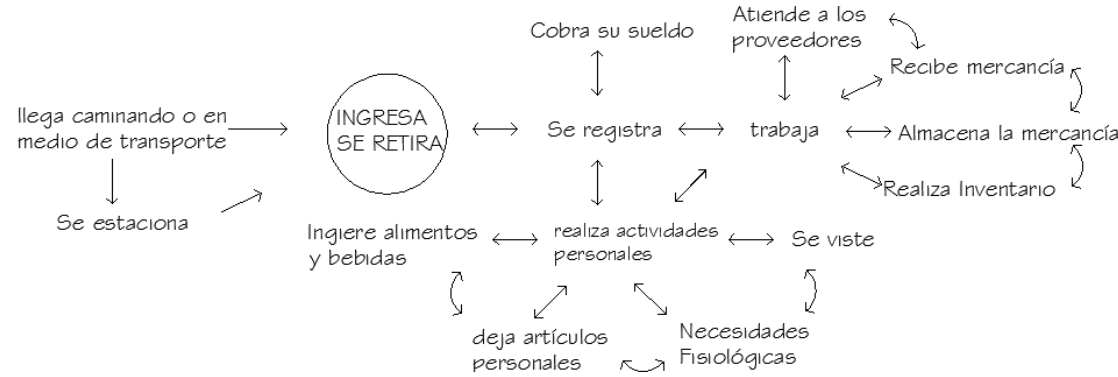 Atiende a los
proveedores
Cobra su sueldo
Recibe mercancía
llega caminando o en
medio de transporte
INGRESA
SE RETIRA
Se registra
trabaja
Almacena la mercancía
Realiza Inventario
Se estaciona
Ingiere alimentos
y bebidas
realiza actividades
personales
Se viste
deja artículos
personales
Necesidades
Fisiológicas